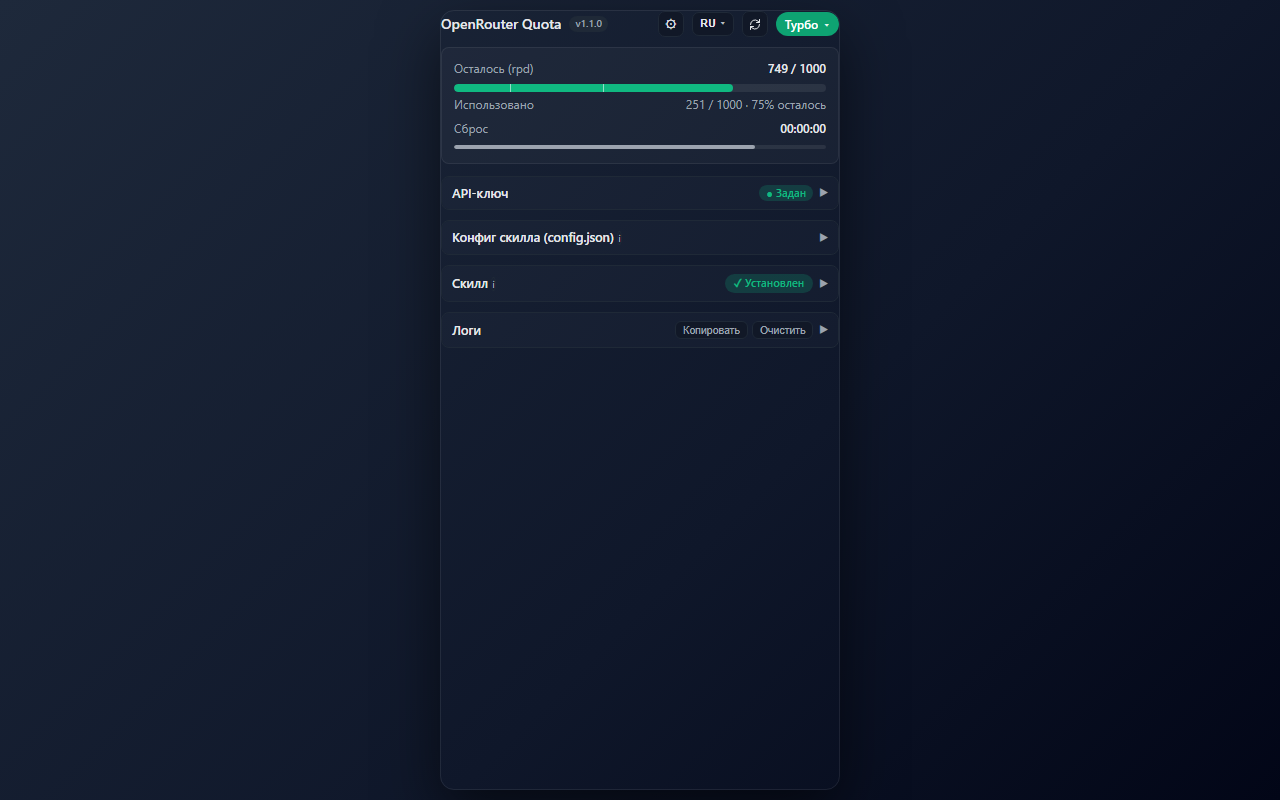 OpenRouter Quota v1.1.0 RU Турбо
Осталось (rpd) 749 / 1000
Использовано 251 / 1000 · 75% осталось
Сброс 00:00:00
API-ключ ● Задан ▶
Конфиг скилла (config.json) i ▶
Скилл i ✓ Установлен ▶
Логи Копировать Очистить ▶